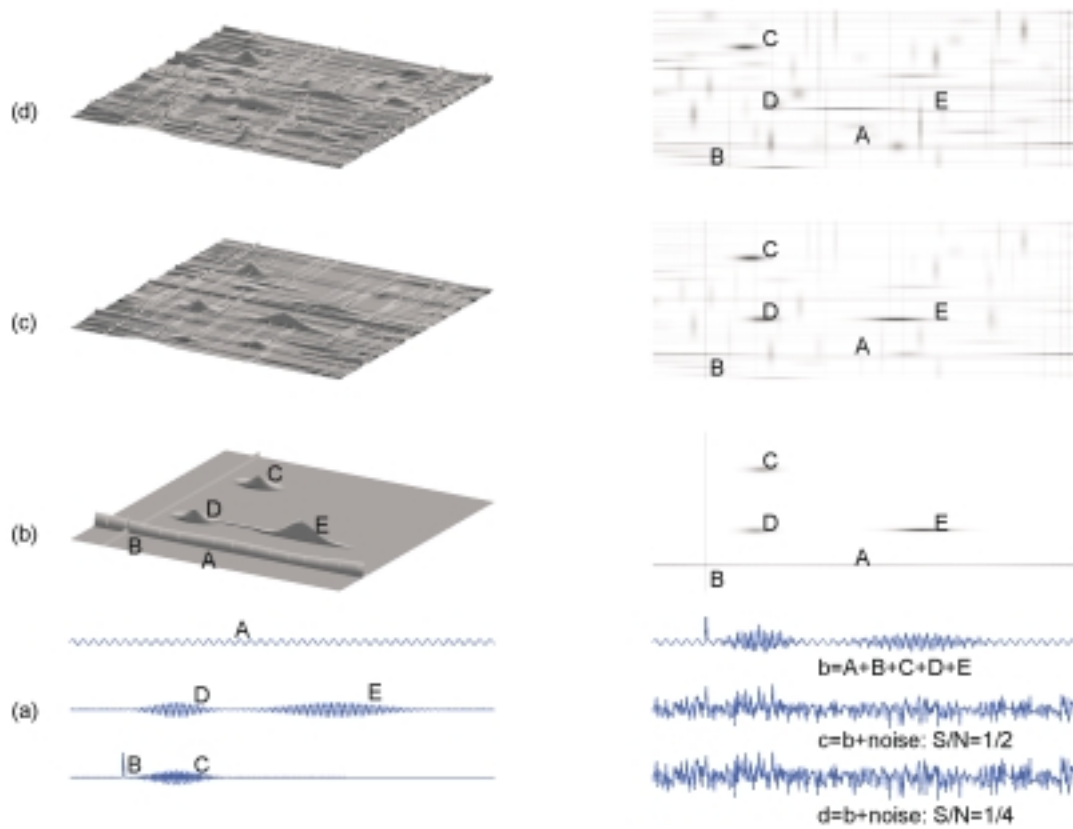 (d)
C
D
E
A
B
(c)
C
D
E
A
B
(b)
C
D
E
B
A
C
D
E
A
B
A
b=A+B+C+D+E
(a)
D
E
c=b+noise: S/N=1/2
B
C
d=b+noise: S/N=1/4